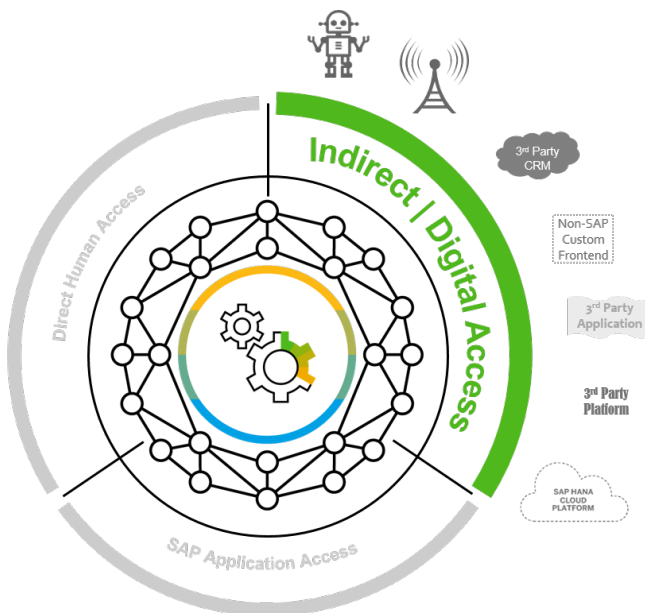 Indirect | Digital Access
3rd Party
CRM
Non-SAP
Custom
Frontend
3rd Party
Application
3rd Party
Platform
SAP HANA
CLOUD
PLATFORM
SAP Application Access
Direct Human Access